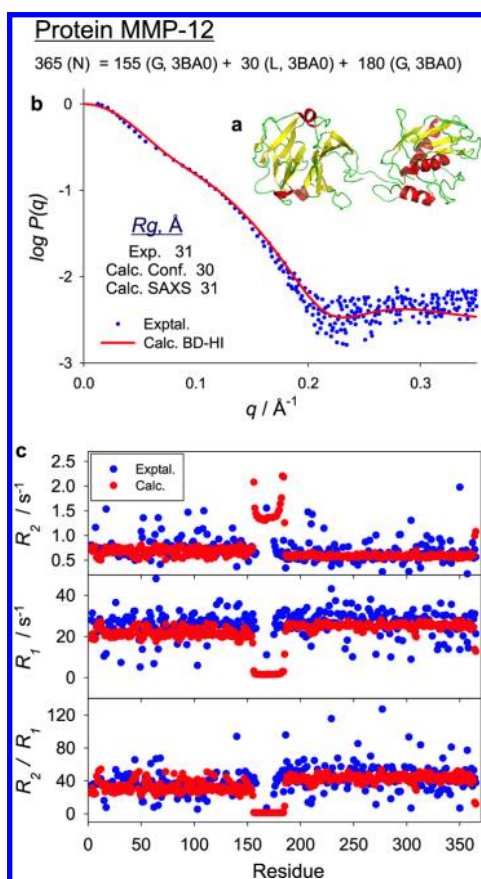 Protein MMP-12
365 (N) = 155 (G, 3BA0) + 30 (L, 3BA0) + 180 (G, 3BA0)
b
a
0
-1
-2
-3
log P(q)
Rg, Å
Exp. 31
Calc. Conf. 30
Calc. SAXS 31
Exptal.
Calc. BD-HI
0.0 0.1 0.2 0.3
q / Å⁻¹
c
Exptal.
Calc.
2.5
2.0
1.5
1.0
0.5
R₂ / s⁻¹
40
20
0
R₁ / s⁻¹
120
80
40
0
R₂ / R₁
0 50 100 150 200 250 300 350
Residue